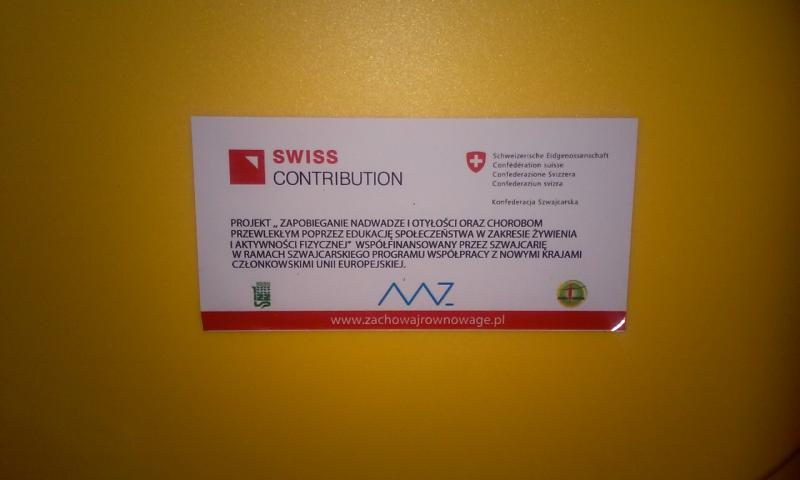 SWISS
CONTRIBUTION
Schweizerische Eidgenossenschaft
Confédération suisse
Confederazione Svizzera
Confederaziun svizra
Konfederacja Szwajcarska
PROJEKT „ ZAPOBIEGANIE NADWADZE I OTYŁOŚCI ORAZ CHOROBOM
PRZEWLEKŁYM POPRZEZ EDUKACJĘ SPOŁECZEŃSTWA W ZAKRESIE ŻYWIENIA
I AKTYWNOŚCI FIZYCZNEJ" WSPÓŁFINANSOWANY PRZEZ SZWAJCARIĘ
W RAMACH SZWAJCARSKIEGO PROGRAMU WSPÓŁPRACY Z NOWYMI KRAJAMI
CZŁONKOWSKIMI UNII EUROPEJSKIEJ.
MZ
www.zachowajrownowage.pl